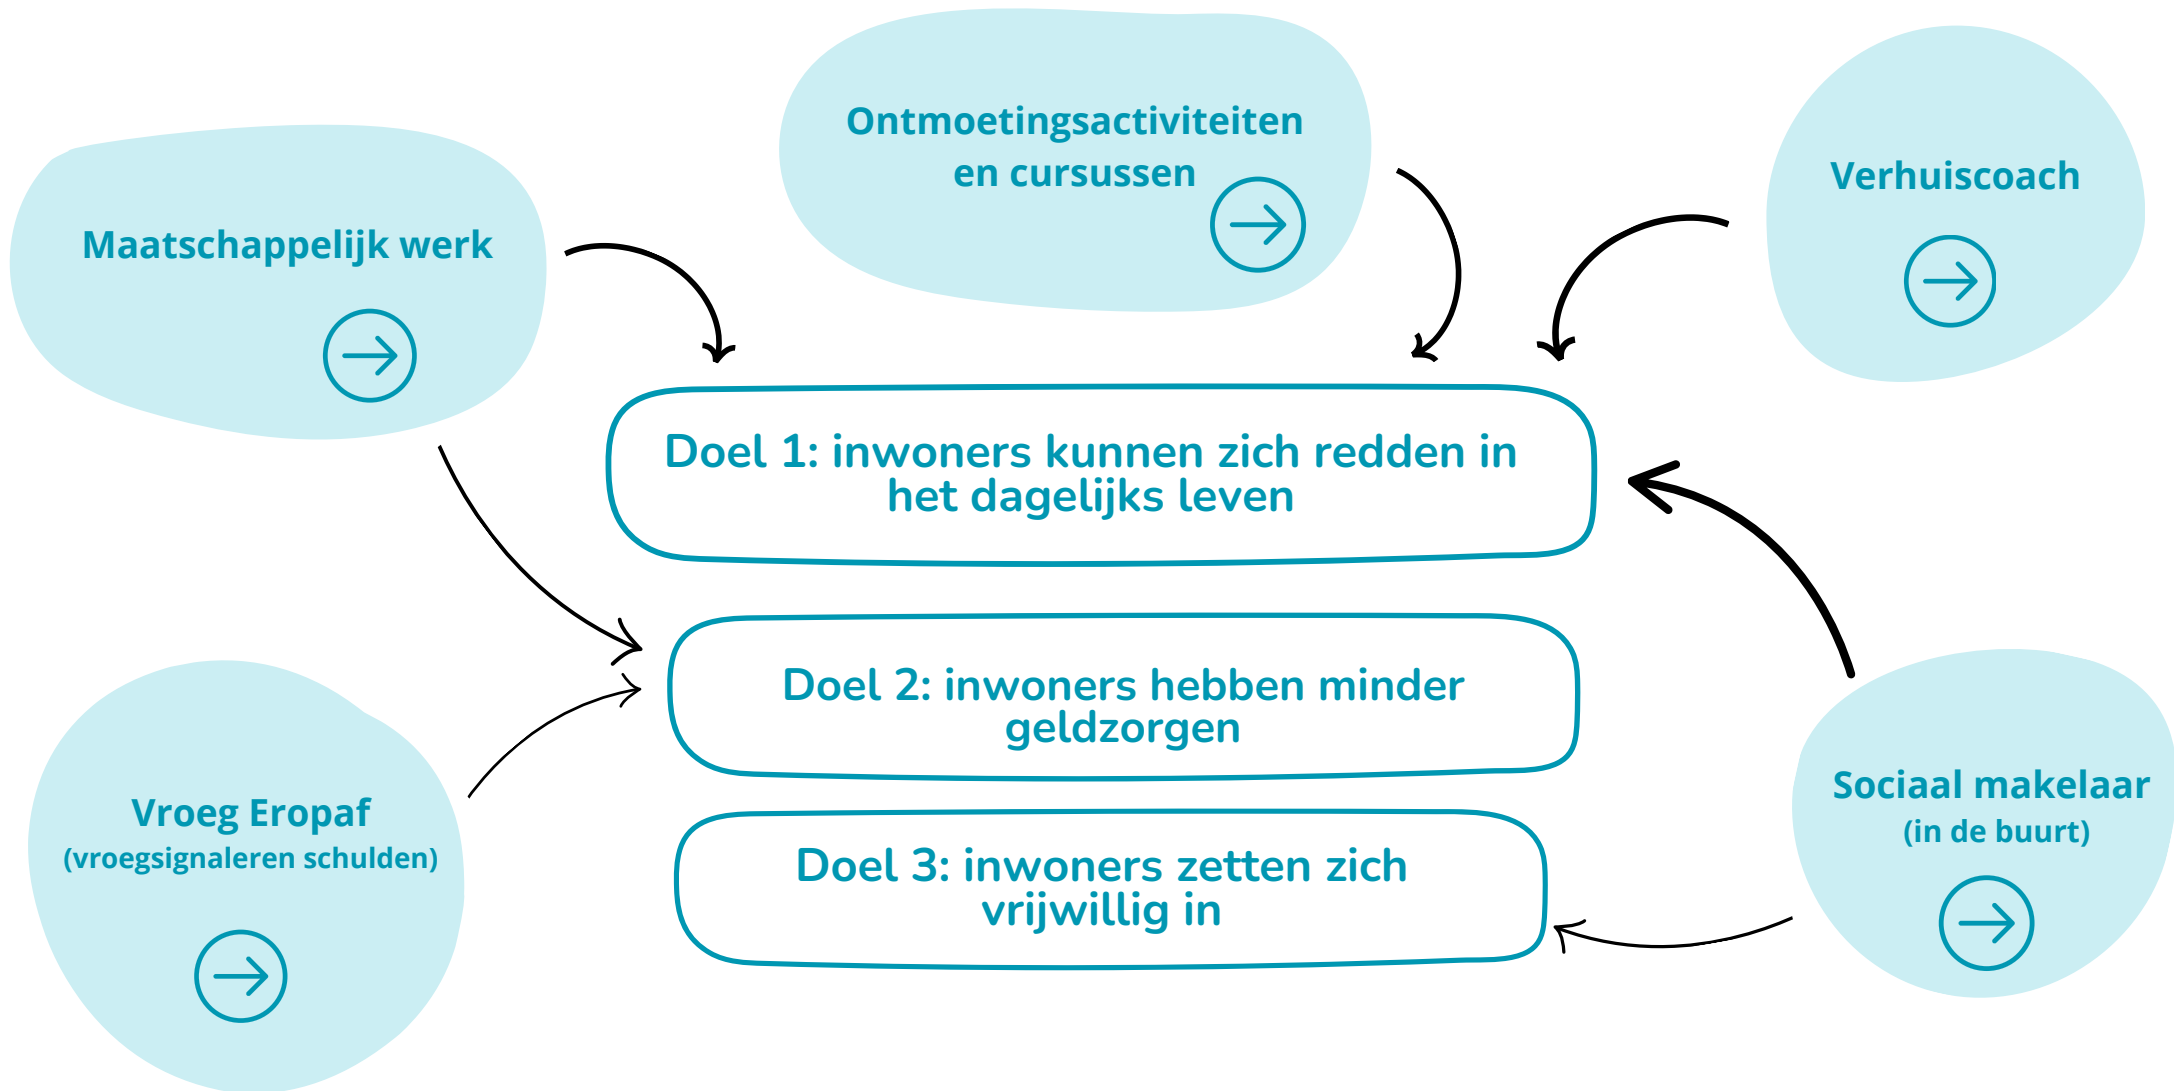 Ontmoetingsactiviteiten
en cursussen
Verhuiscoach
Maatschappelijk werk
Doel 1: inwoners kunnen zich redden in
het dagelijks leven
Doel 2: inwoners hebben minder
geldzorgen
Vroeg Eropaf
(vroegsignaleren schulden)
Sociaal makelaar
(in de buurt)
Doel 3: inwoners zetten zich
vrijwillig in